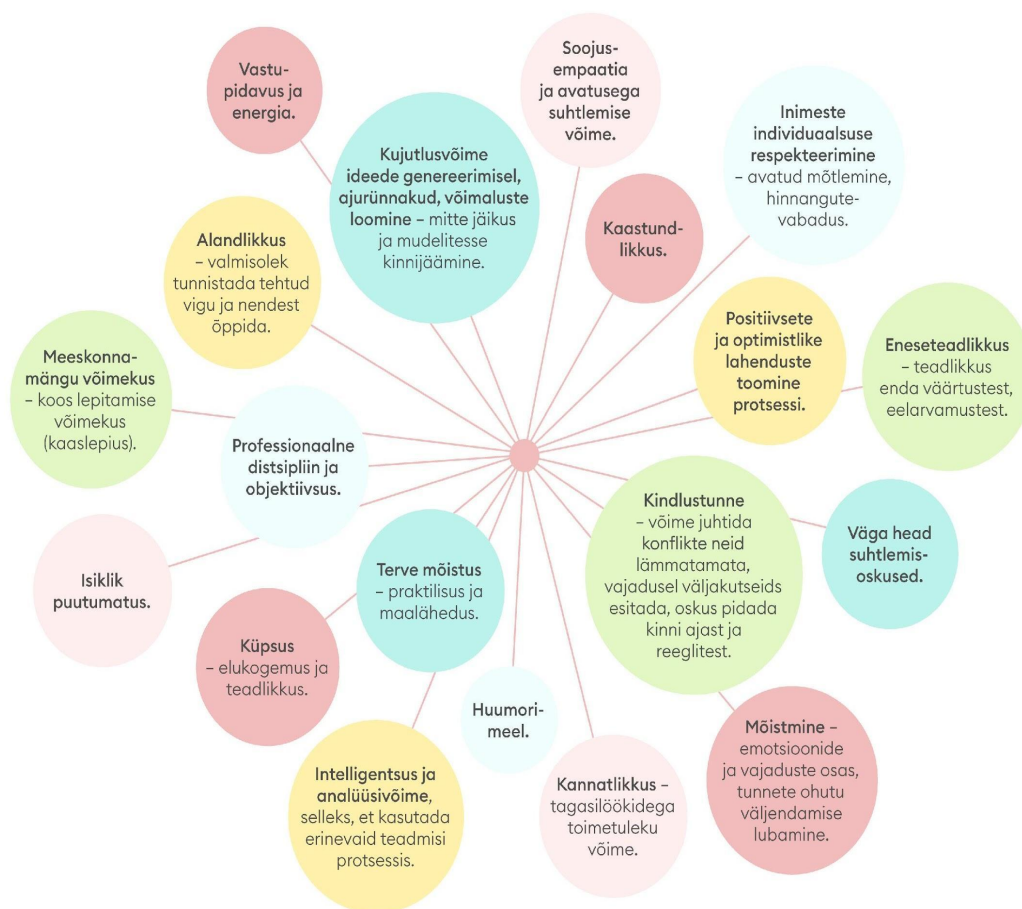 Vastu-
pidavus ja
energia.
Soojus-
empaatia
ja avatusega
suhtlemise
võime.
Inimeste
individuaalsuse
respekteerimine
– avatud mõtlemine,
hinnangute-
vabadus.
Kujutlusvõime
ideede genereerimisel,
ajurünnakud, võimaluste
loomine – mitte jäikus
ja mudelitesse
kinnijäämine.
Kaastund-
likkus.
Alandlikkus
– valmisolek
tunnistada tehtud
vigu ja nendest
õppida.
Positiivsete
ja optimistlike
lahenduste
toomine
protsessi.
Eneseteadlikkus
– teadlikkus
enda väärtustest,
eelarvamustest.
Meeskonna-
mängu võimekus
– koos lepitamise
võimekus
(kaaslepius).
Professionaalne
distsipliin ja
objektiivsus.
Kindlustunne
– võime juhtida
konflikte neid
lämmatamata,
vajadusel väljakutseid
esitada, oskus pidada
kinni ajast ja
reeglitest.
Väga head
suhtlemis-
oskused.
Isiklik
puutumatus.
Terve mõistus
– praktilisus ja
maalähedus.
Küpsus
– elukogemus ja
teadlikkus.
Huumori-
meel.
Mõistmine –
emotsioonide
ja vajaduste osas,
tunnete ohutu
väljendamise
lubamine.
Intelligentsus ja
analüüsivõime,
selleks, et kasutada
erinevaid teadmisi
protsessis.
Kannatlikkus –
tagasilöökidega
toimetuleku
võime.